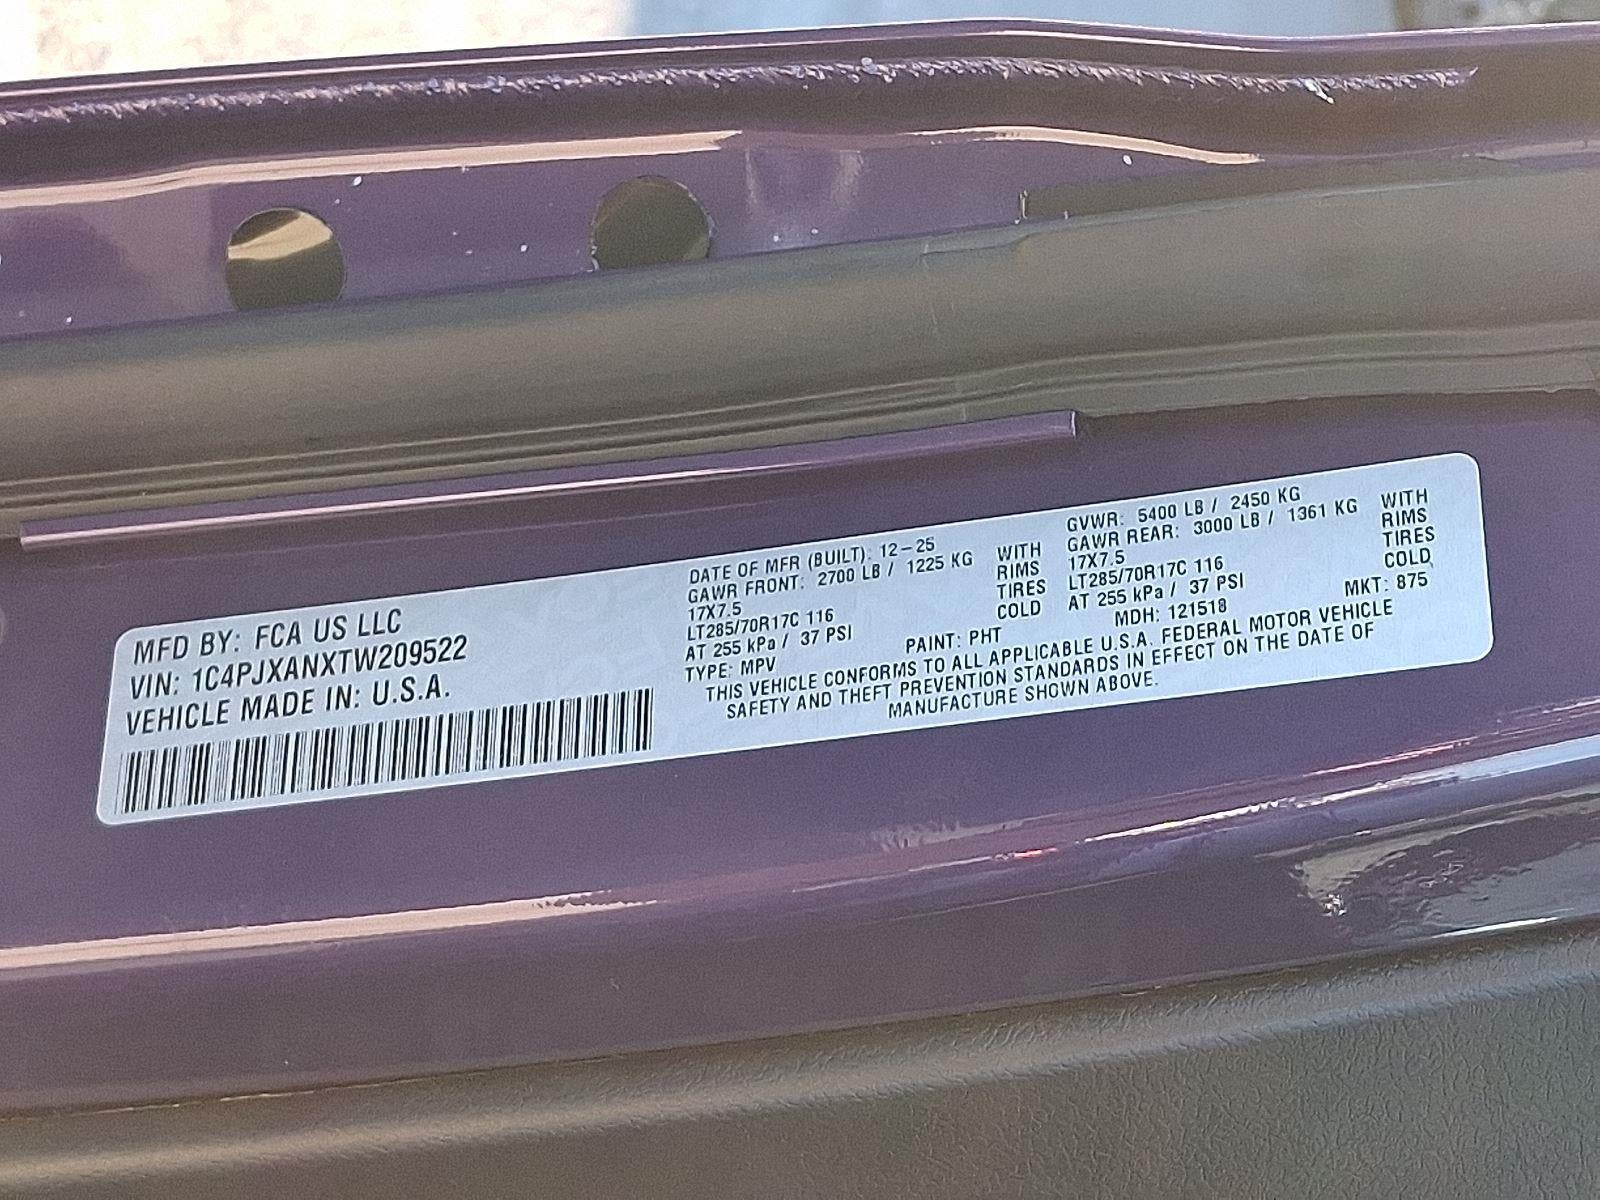 MFD BY: FCA US LLC
VIN: 1C4PJXANXTW209522
VEHICLE MADE IN: U.S.A.
DATE OF MFR (BUILT): 12-25
GAWR FRONT: 2700 LB / 1225 KG WITH
17X7.5 RIMS
LT285/70R17C 116 TIRES
AT 255 kPa / 37 PSI COLD
GVWR: 5400 LB / 2450 KG
GAWR REAR: 3000 LB / 1361 KG WITH
17X7.5 RIMS
LT285/70R17C 116 TIRES
AT 255 kPa / 37 PSI COLD
TYPE: MPV PAINT: PHT MDH: 121518 MKT: 875
THIS VEHICLE CONFORMS TO ALL APPLICABLE U.S.A. FEDERAL MOTOR VEHICLE
SAFETY AND THEFT PREVENTION STANDARDS IN EFFECT ON THE DATE OF
MANUFACTURE SHOWN ABOVE.